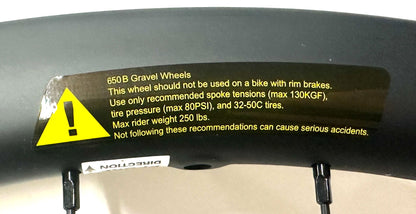 650B Gravel Wheels
This wheel should not be used on a bike with rim brakes.
Use only recommended spoke tensions (max 130KGF),
tire pressure (max 80PSI), and 32-50C tires.
Max rider weight 250 lbs.
Not following these recommendations can cause serious accidents.
DIRECTION